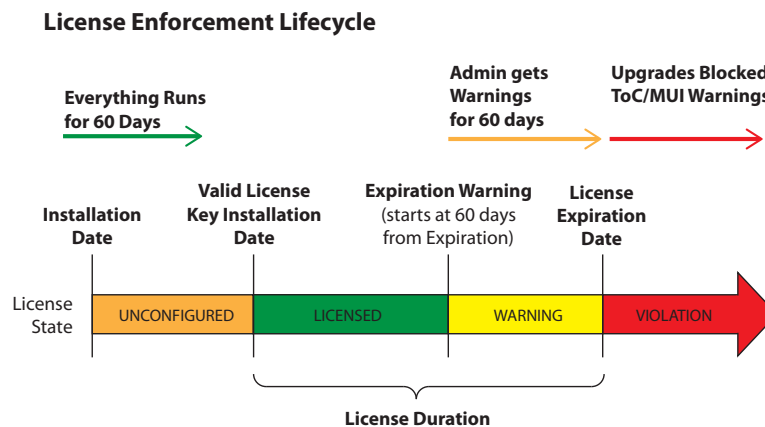 License Enforcement Lifecycle
Everything Runs
for 60 Days
Admin gets
Warnings
for 60 days
Upgrades Blocked
ToC/MUI Warnings
Installation
Date
Valid License
Key Installation
Date
Expiration Warning
(starts at 60 days
from Expiration)
License
Expiration
Date
License
State
UNCONFIGURED
LICENSED
WARNING
VIOLATION
License Duration